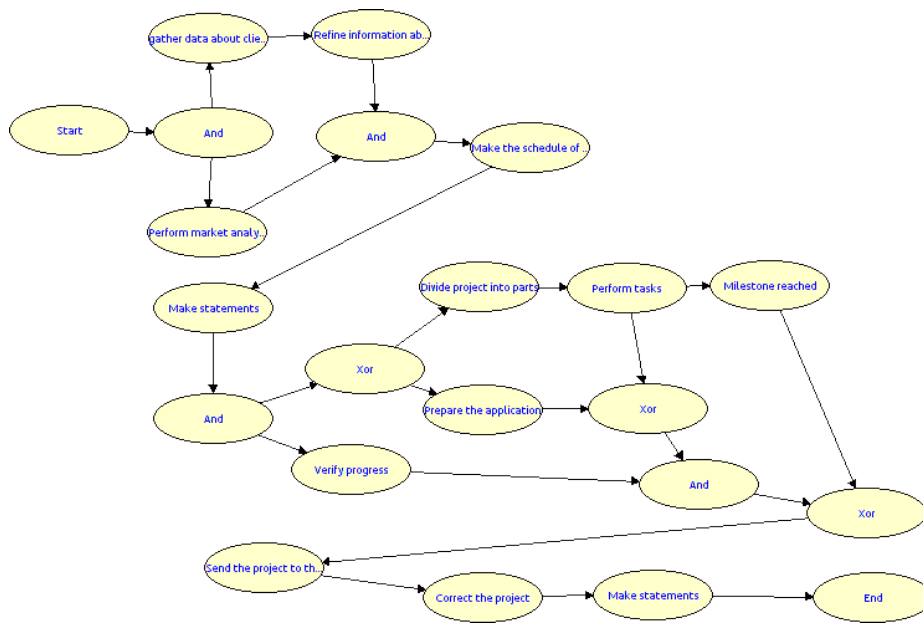 gather data about clie...
Refine information ab...
Start
And
And
Make the schedule of ...
Perform market analy...
Divide project into parts
Perform tasks
Milestone reached
Make statements
Xor
Prepare the application
Xor
And
Verify progress
And
Xor
Send the project to th...
Correct the project
Make statements
End